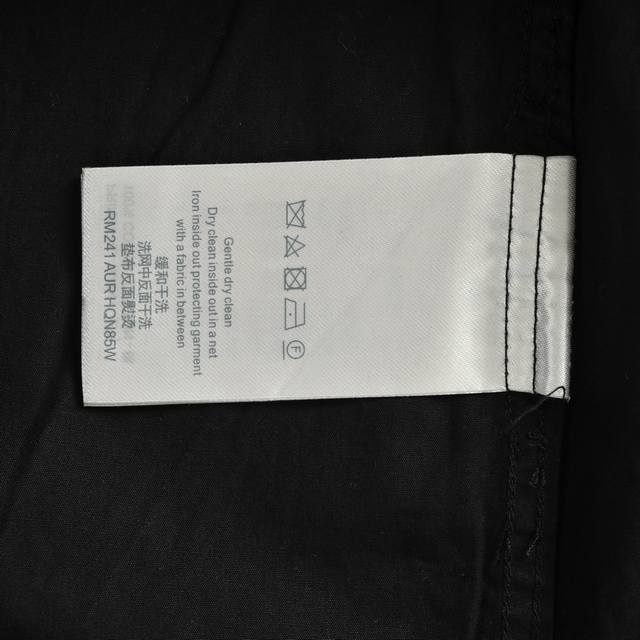 Gentle dry clean
Dry clean inside out in a net
Iron inside out protecting garment
with a fabric in between
缓和干洗
洗网中反面干洗
垫布反面熨烫
RM241 AUR HQN85W